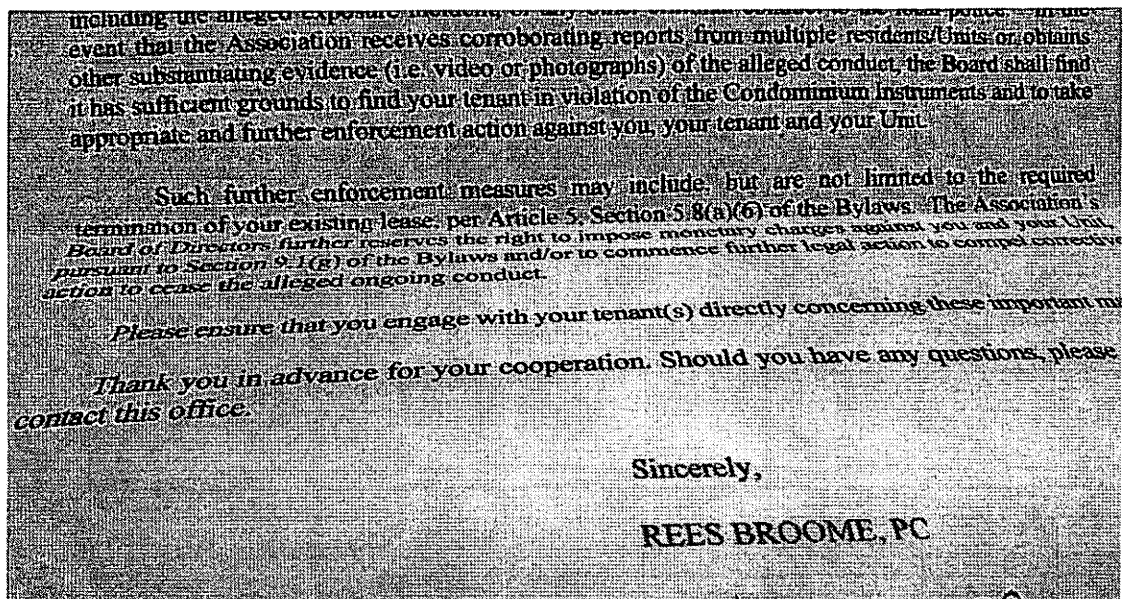 including the alleged exposure incident) or any other criminal conduct to the local police. In the
event that the Association receives corroborating reports from multiple residents/Units or obtains
other substantiating evidence (i.e. video or photographs) of the alleged conduct, the Board shall find
it has sufficient grounds to find your tenant in violation of the Condominium Instruments and to take
appropriate and further enforcement action against you, your tenant and your Unit.
Such further enforcement measures may include, but are not limited to the required
termination of your existing lease, per Article 5, Section 5.8(a)(6) of the Bylaws. The Association's
Board of Directors further reserves the right to impose monetary charges against you and your Unit
pursuant to Section 9.1(g) of the Bylaws and/or to commence further legal action to compel corrective
action to cease the alleged ongoing conduct.
Please ensure that you engage with your tenant(s) directly concerning these important
Thank you in advance for your cooperation. Should you have any questions, please
contact this office.
Sincerely,
REES BROOME, PC